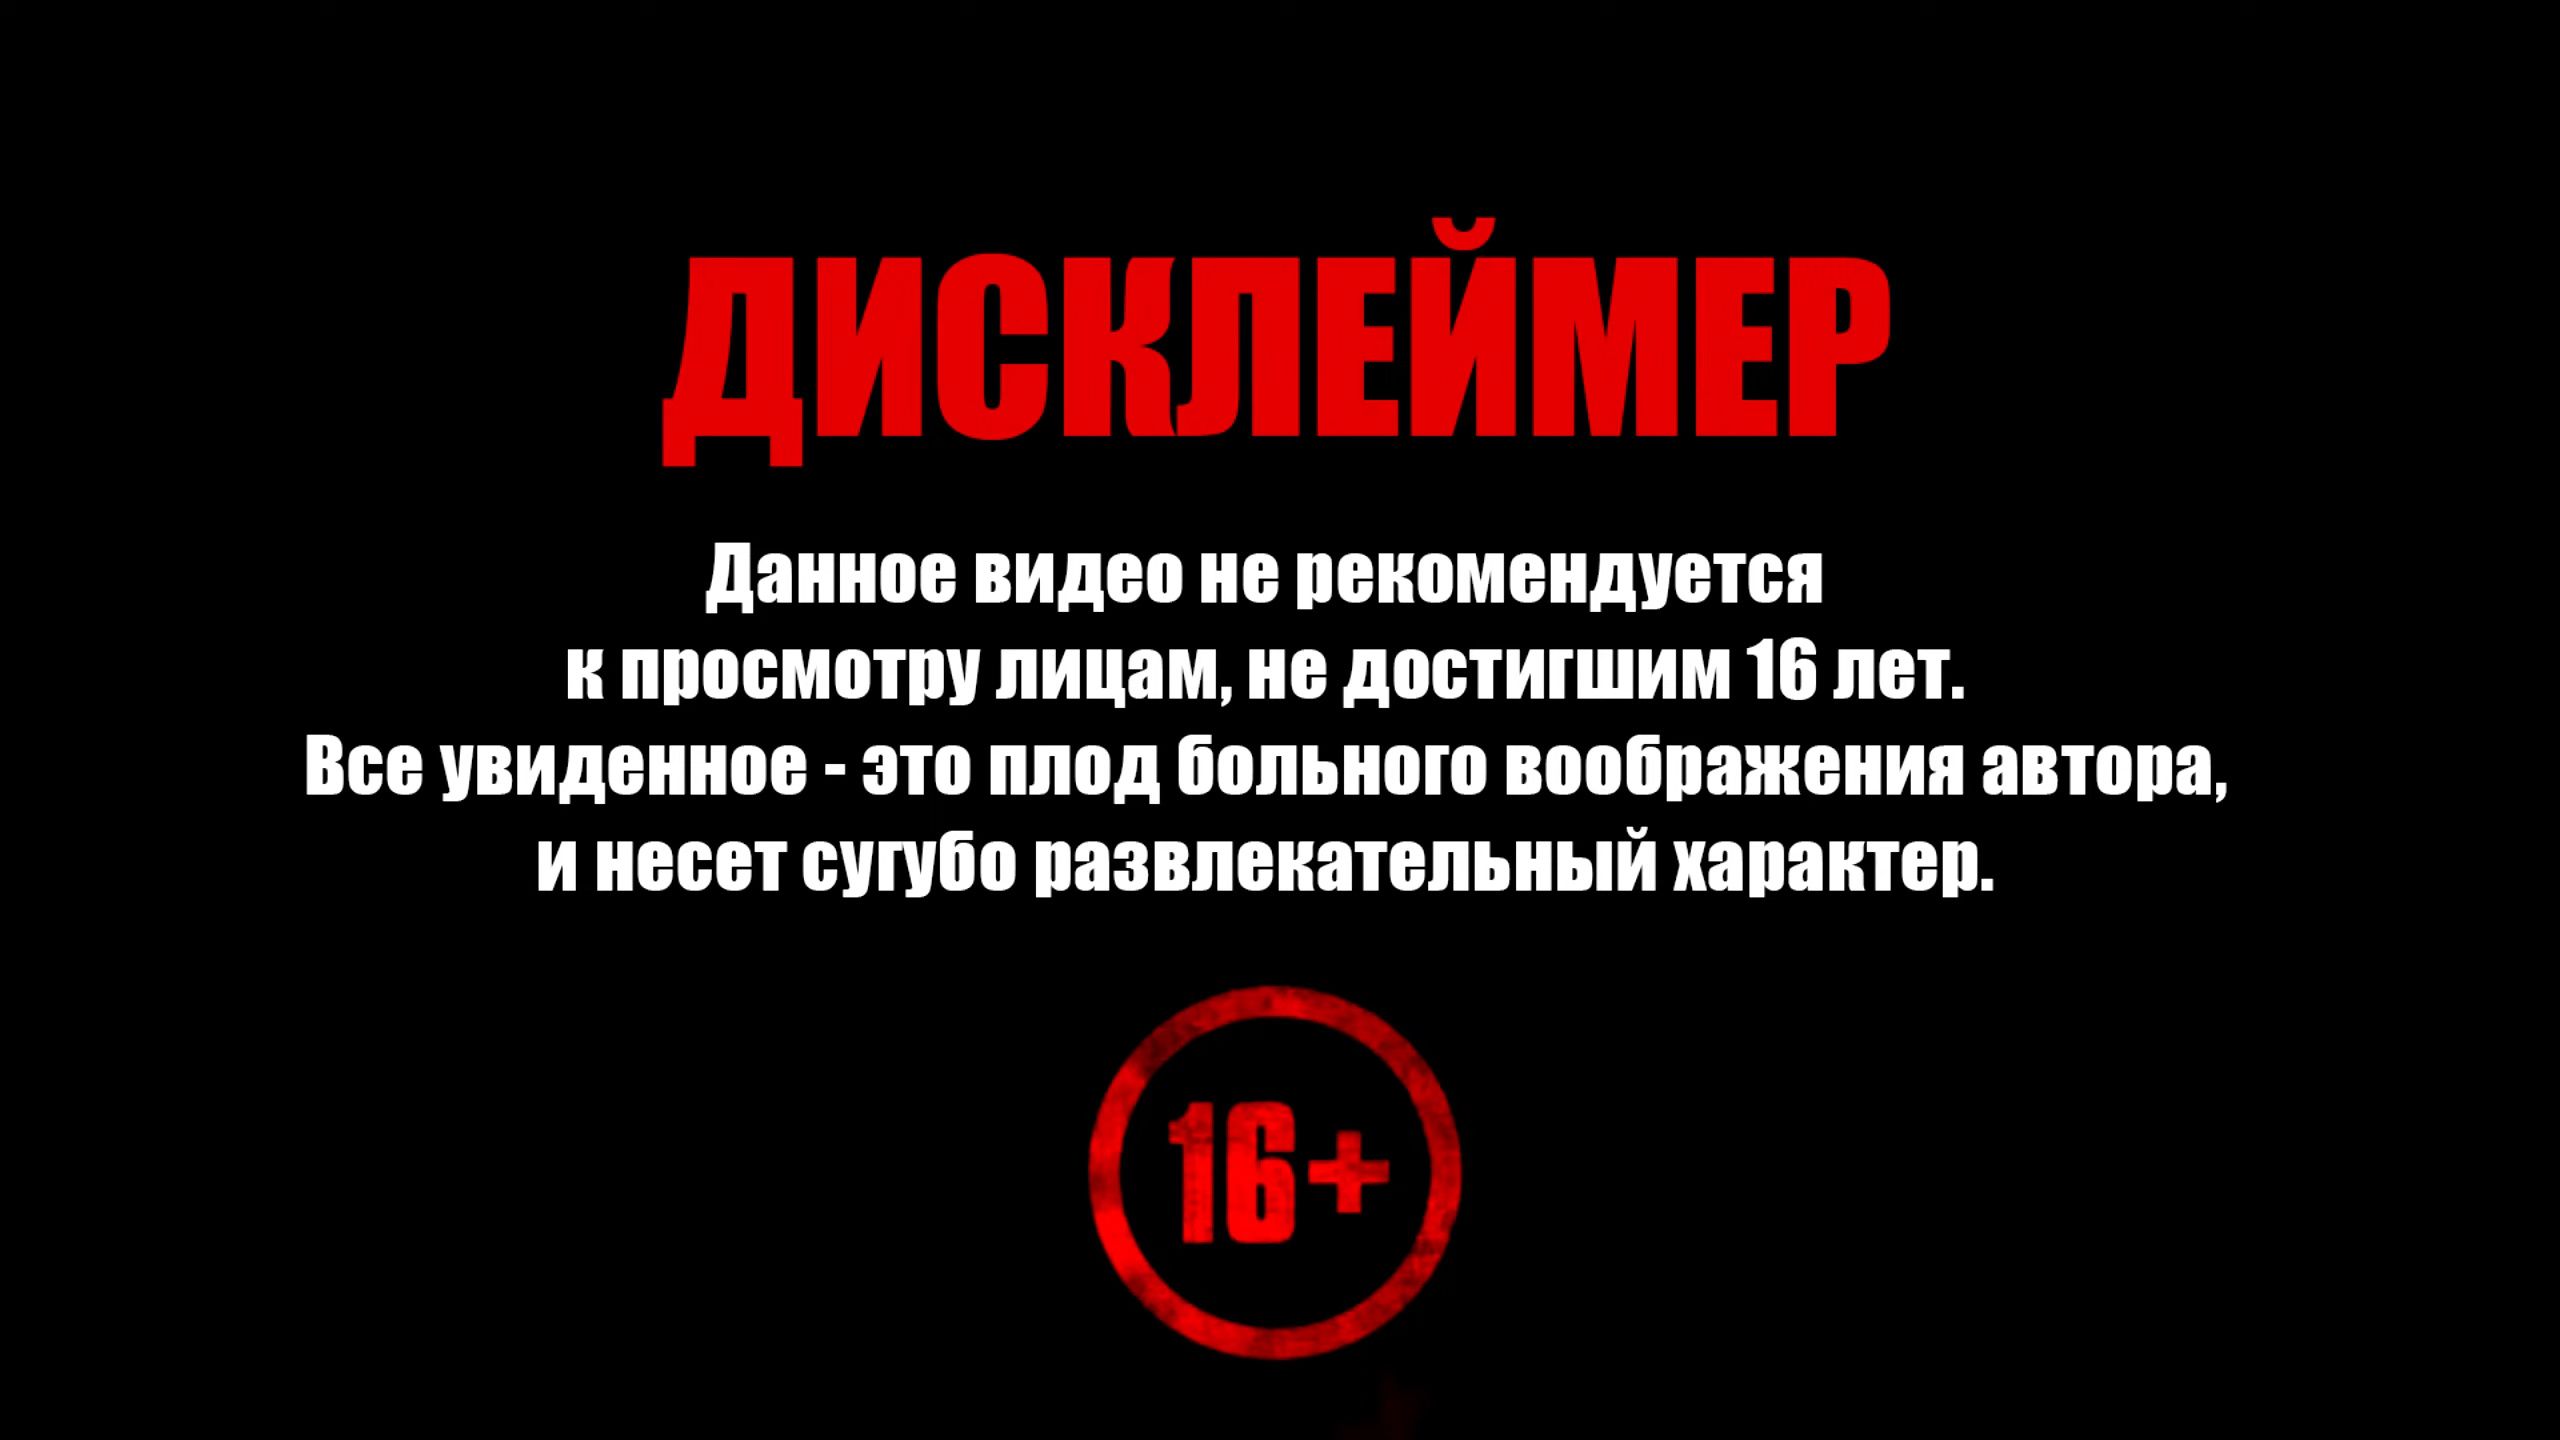 ДИСКЛЕЙМЕР
Данное видео не рекомендуется
к просмотру лицам, не достигшим 16 лет.
Все увиденное - это плод больного воображения автора,
и несет сугубо развлекательный характер.
16+